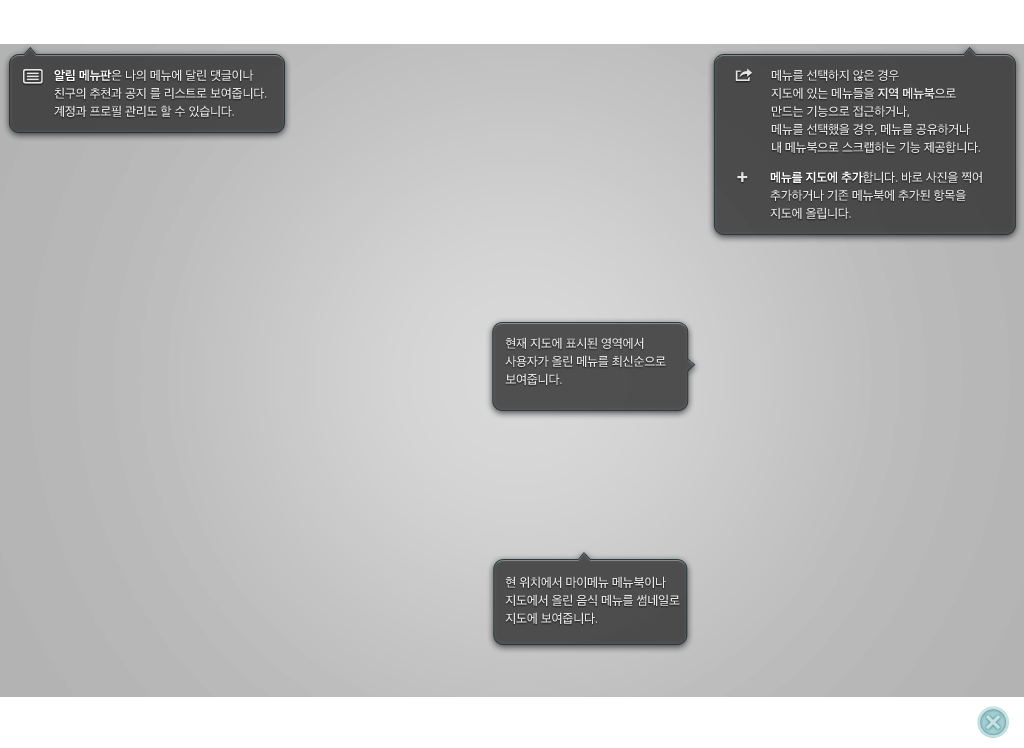 알림 메뉴판은 나의 메뉴에 달린 댓글이나
친구의 추천과 공지 를 리스트로 보여줍니다.
계정과 프로필 관리도 할 수 있습니다.
메뉴를 선택하지 않은 경우
지도에 있는 메뉴들을 지역 메뉴북으로
만드는 기능으로 접근하거나,
메뉴를 선택했을 경우, 메뉴를 공유하거나
내 메뉴북으로 스크랩하는 기능 제공합니다.
메뉴를 지도에 추가합니다. 바로 사진을 찍어
추가하거나 기존 메뉴북에 추가된 항목을
지도에 올립니다.
현재 지도에 표시된 영역에서
사용자가 올린 메뉴를 최신순으로
보여줍니다.
현 위치에서 마이메뉴 메뉴북이나
지도에서 올린 음식 메뉴를 썸네일로
지도에 보여줍니다.